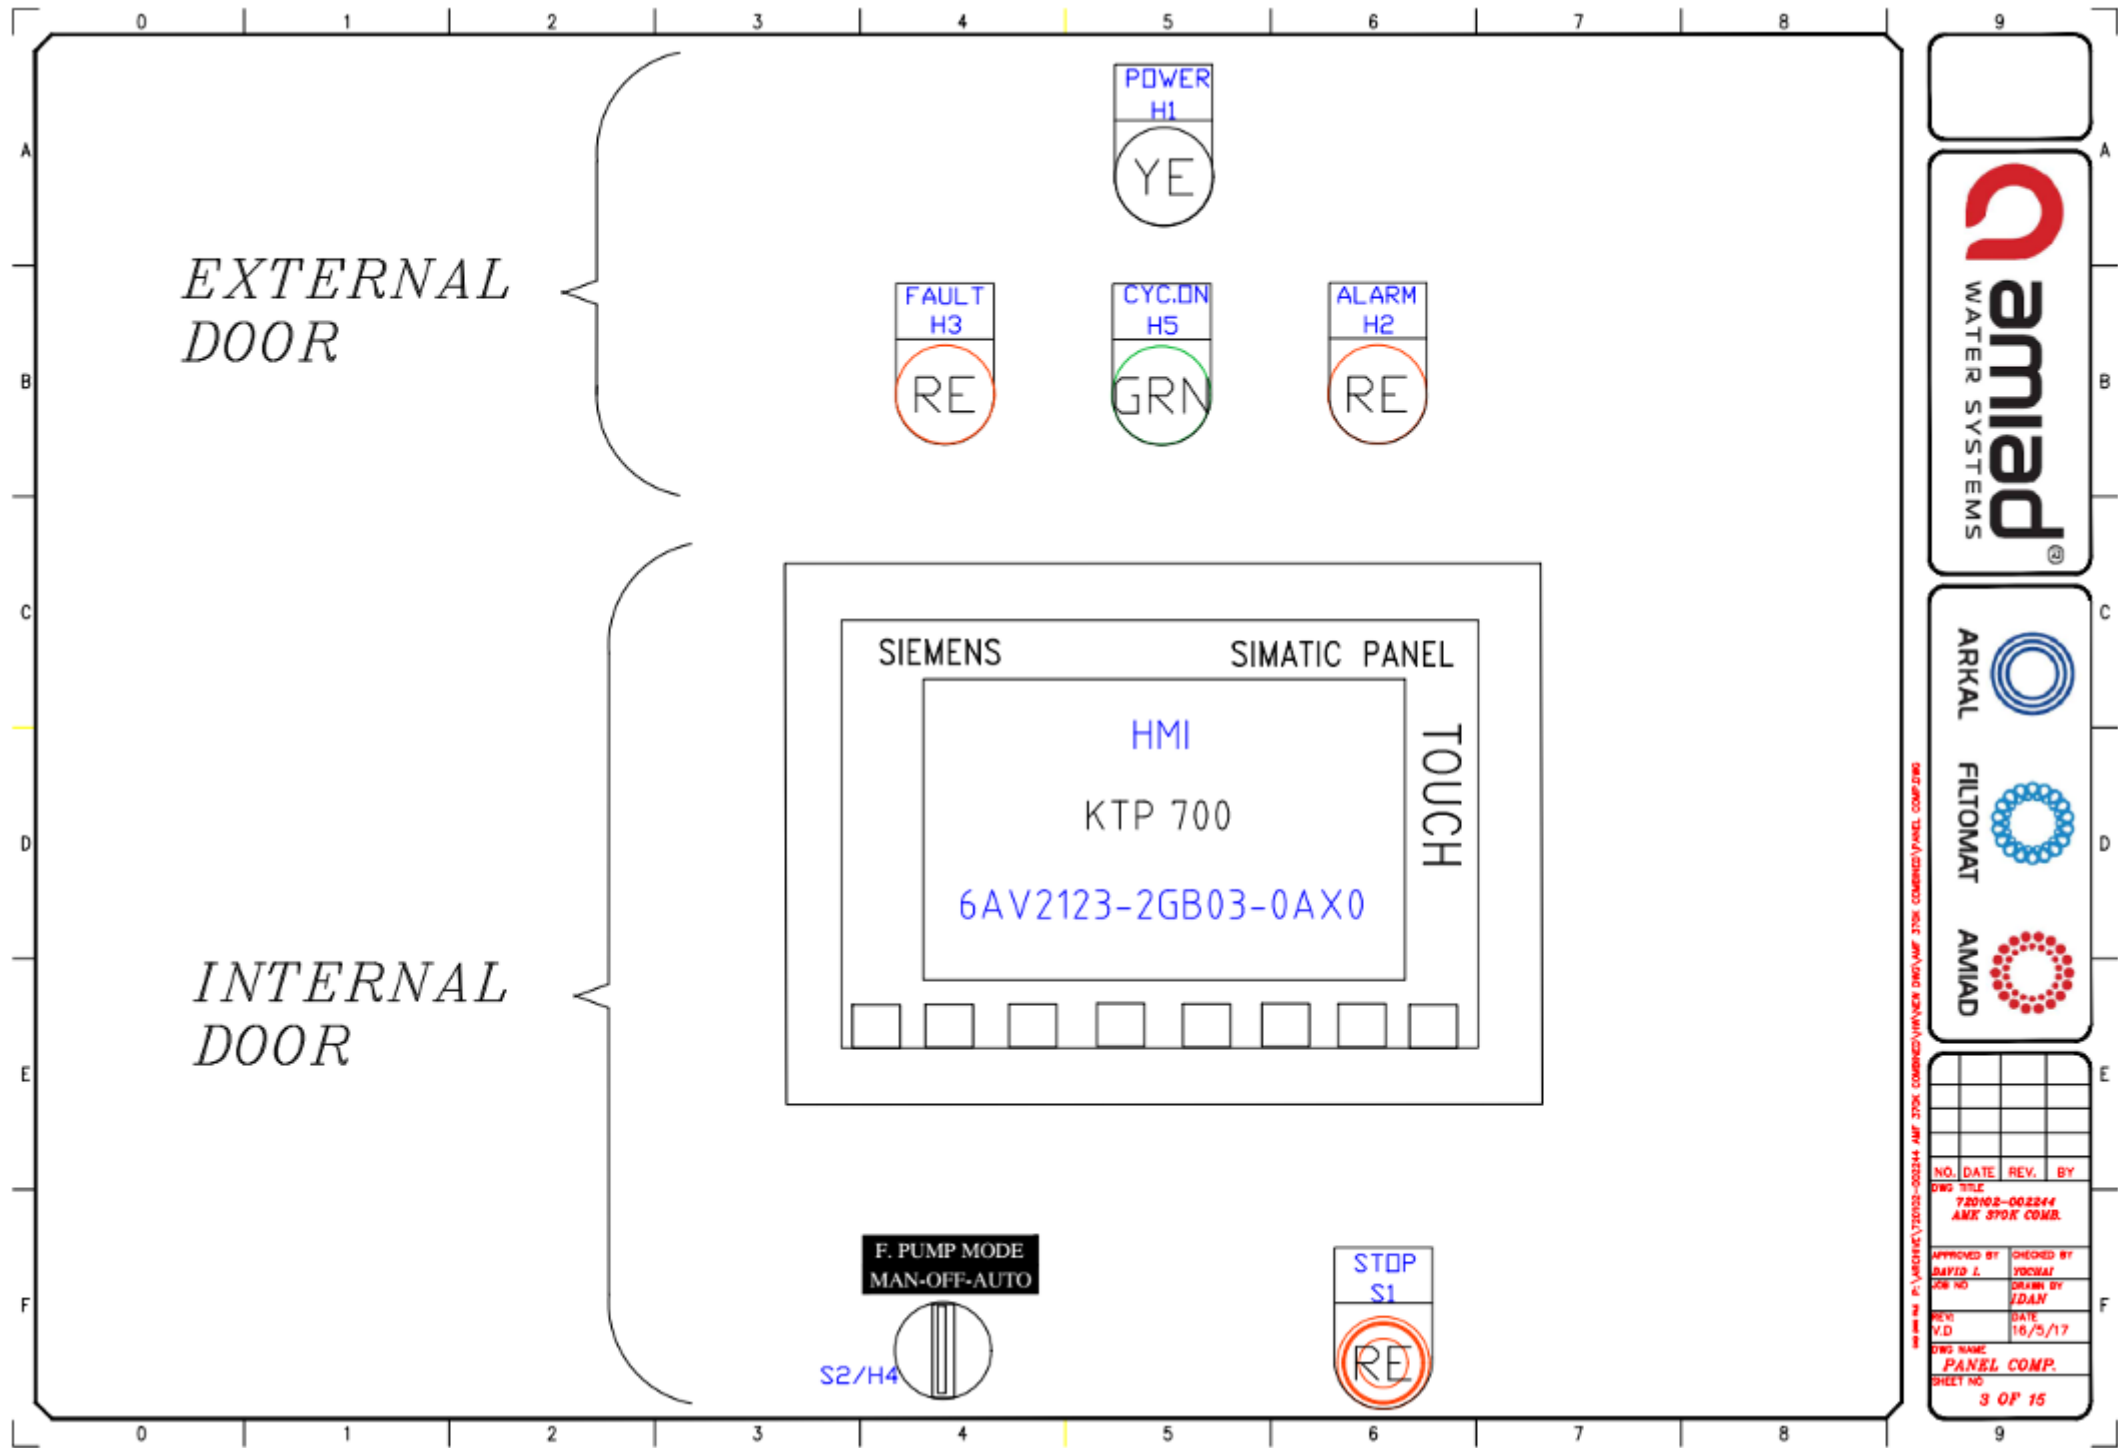 0 1 2 3 4 5 6 7 8 9
A
B
C
D
E
F
EXTERNAL
DOOR
POWER
H1
YE
FAULT
H3
RE
CYC.ON
H5
GRN
ALARM
H2
RE
INTERNAL
DOOR
SIEMENS
SIMATIC PANEL
HMI
KTP 700
6AV2123-2GB03-0AX0
TOUCH
F. PUMP MODE
MAN-OFF-AUTO
S2/H4
STOP
S1
RE
amiad®
WATER SYSTEMS
ARKAL
FILTOMAT
AMIAD
NO. DATE REV. BY
DWG TITLE
720102-002244
AMK 370K COMB.
APPROVED BY
DAVID I.
CHECKED BY
YOCHAI
JOB NO
DRAWN BY
IDAN
REV:
V.D
DATE
16/5/17
DWG NAME
PANEL COMP.
SHEET NO
3 OF 15
A
B
C
D
E
F
0 1 2 3 4 5 6 7 8 9